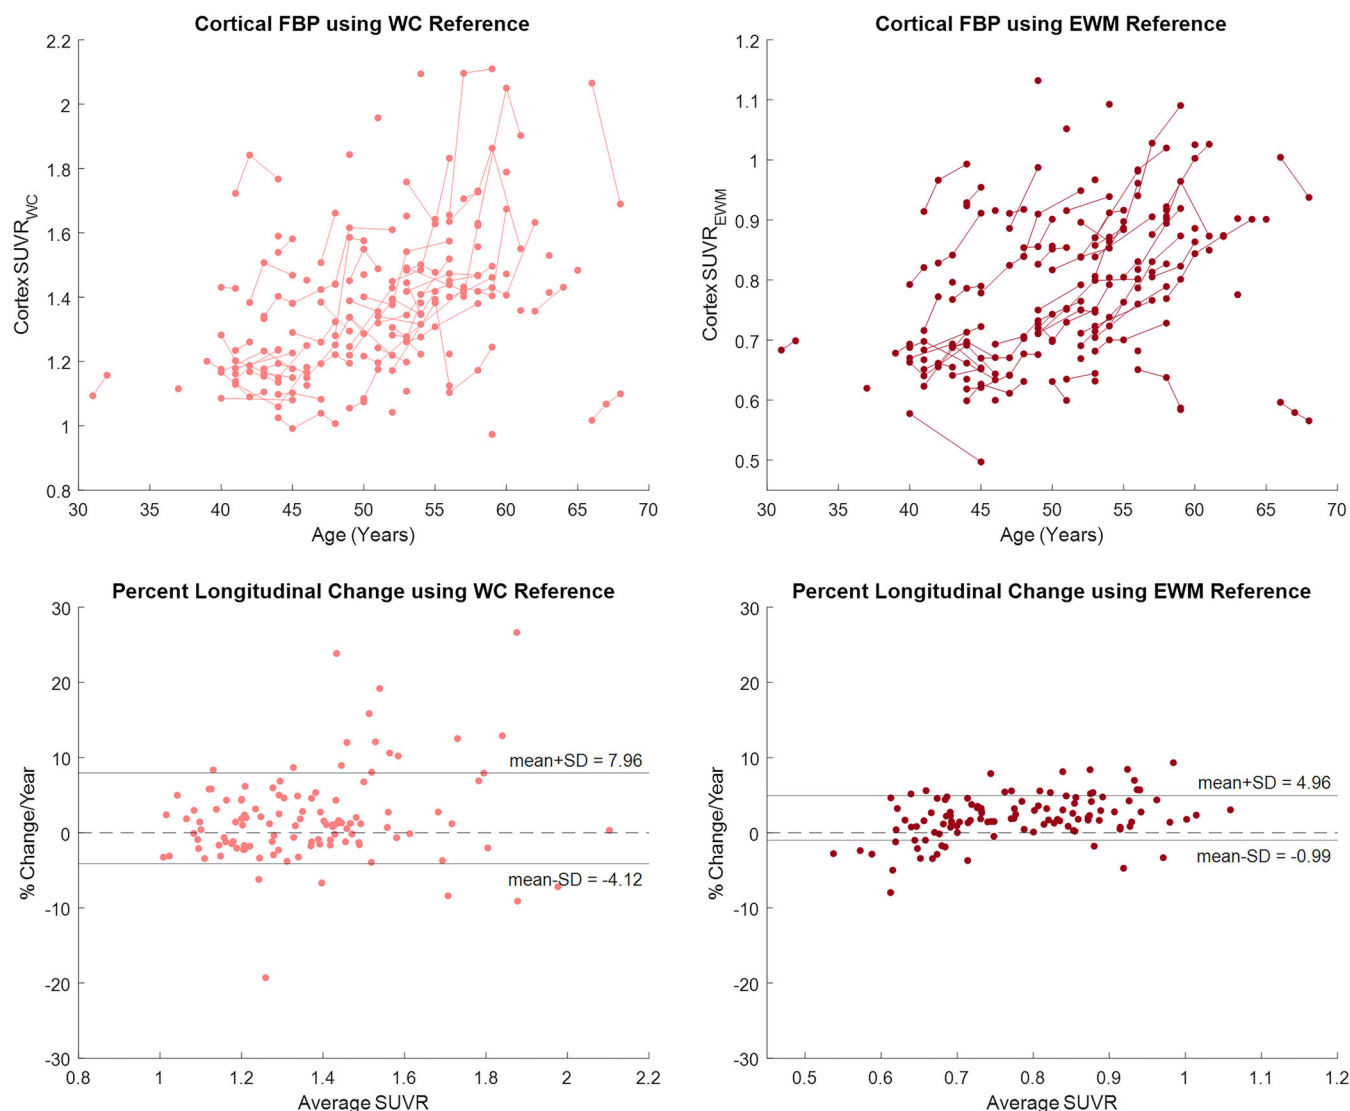 Cortical FBP using WC Reference
2.2
2
1.8
1.6
1.4
1.2
1
0.8
Cortex SUVR_WC
30 35 40 45 50 55 60 65 70
Age (Years)
Cortical FBP using EWM Reference
1.2
1.1
1
0.9
0.8
0.7
0.6
0.5
Cortex SUVR_EWM
30 35 40 45 50 55 60 65 70
Age (Years)
Percent Longitudinal Change using WC Reference
30
20
10
0
-10
-20
-30
% Change/Year
mean+SD = 7.96
mean-SD = -4.12
0.8 1 1.2 1.4 1.6 1.8 2 2.2
Average SUVR
Percent Longitudinal Change using EWM Reference
30
20
10
0
-10
-20
-30
% Change/Year
mean+SD = 4.96
mean-SD = -0.99
0.5 0.6 0.7 0.8 0.9 1 1.1 1.2
Average SUVR